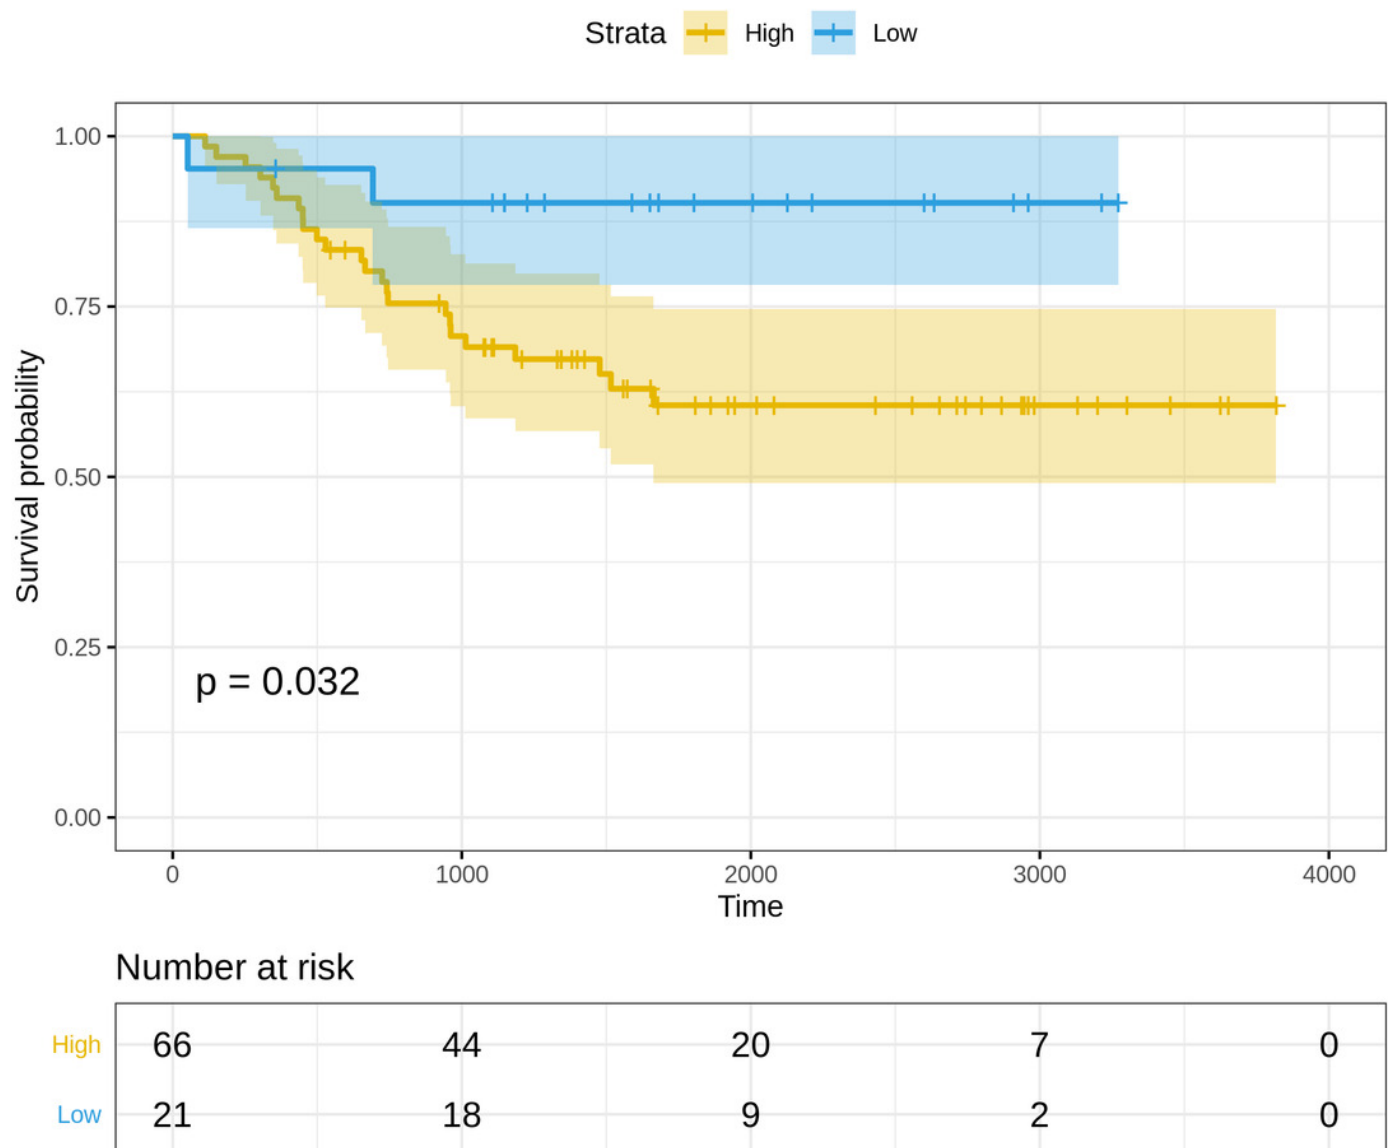 Strata High Low
1.00
0.75
0.50
0.25
0.00
Survival probability
p = 0.032
0 1000 2000 3000 4000
Time
Number at risk
High 66 44 20 7 0
Low 21 18 9 2 0